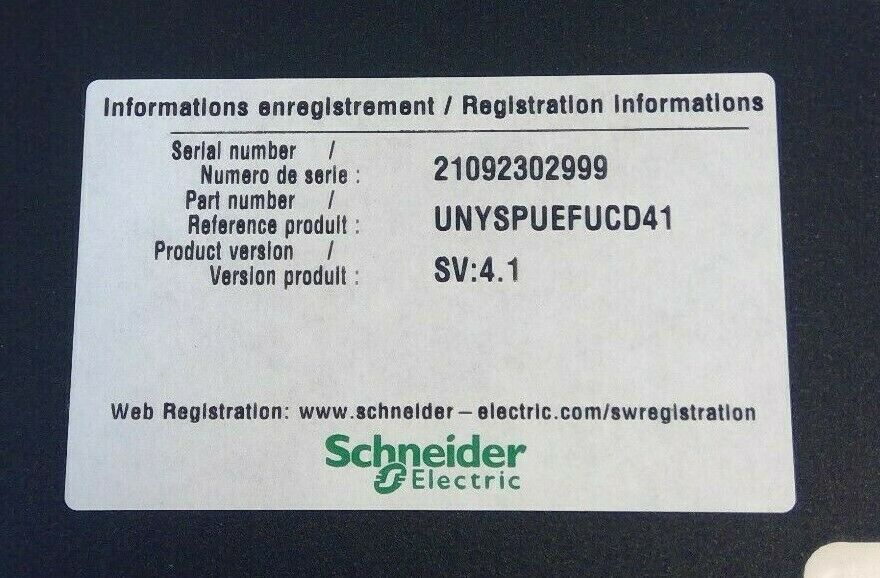 Informations enregistrement / Registration Informations
Serial number /
Numero de serie : 21092302999
Part number /
Reference produit : UNYSPUEFUCD41
Product version /
Version produit : SV:4.1
Web Registration: www.schneider-electric.com/swregistration
Schneider
Electric